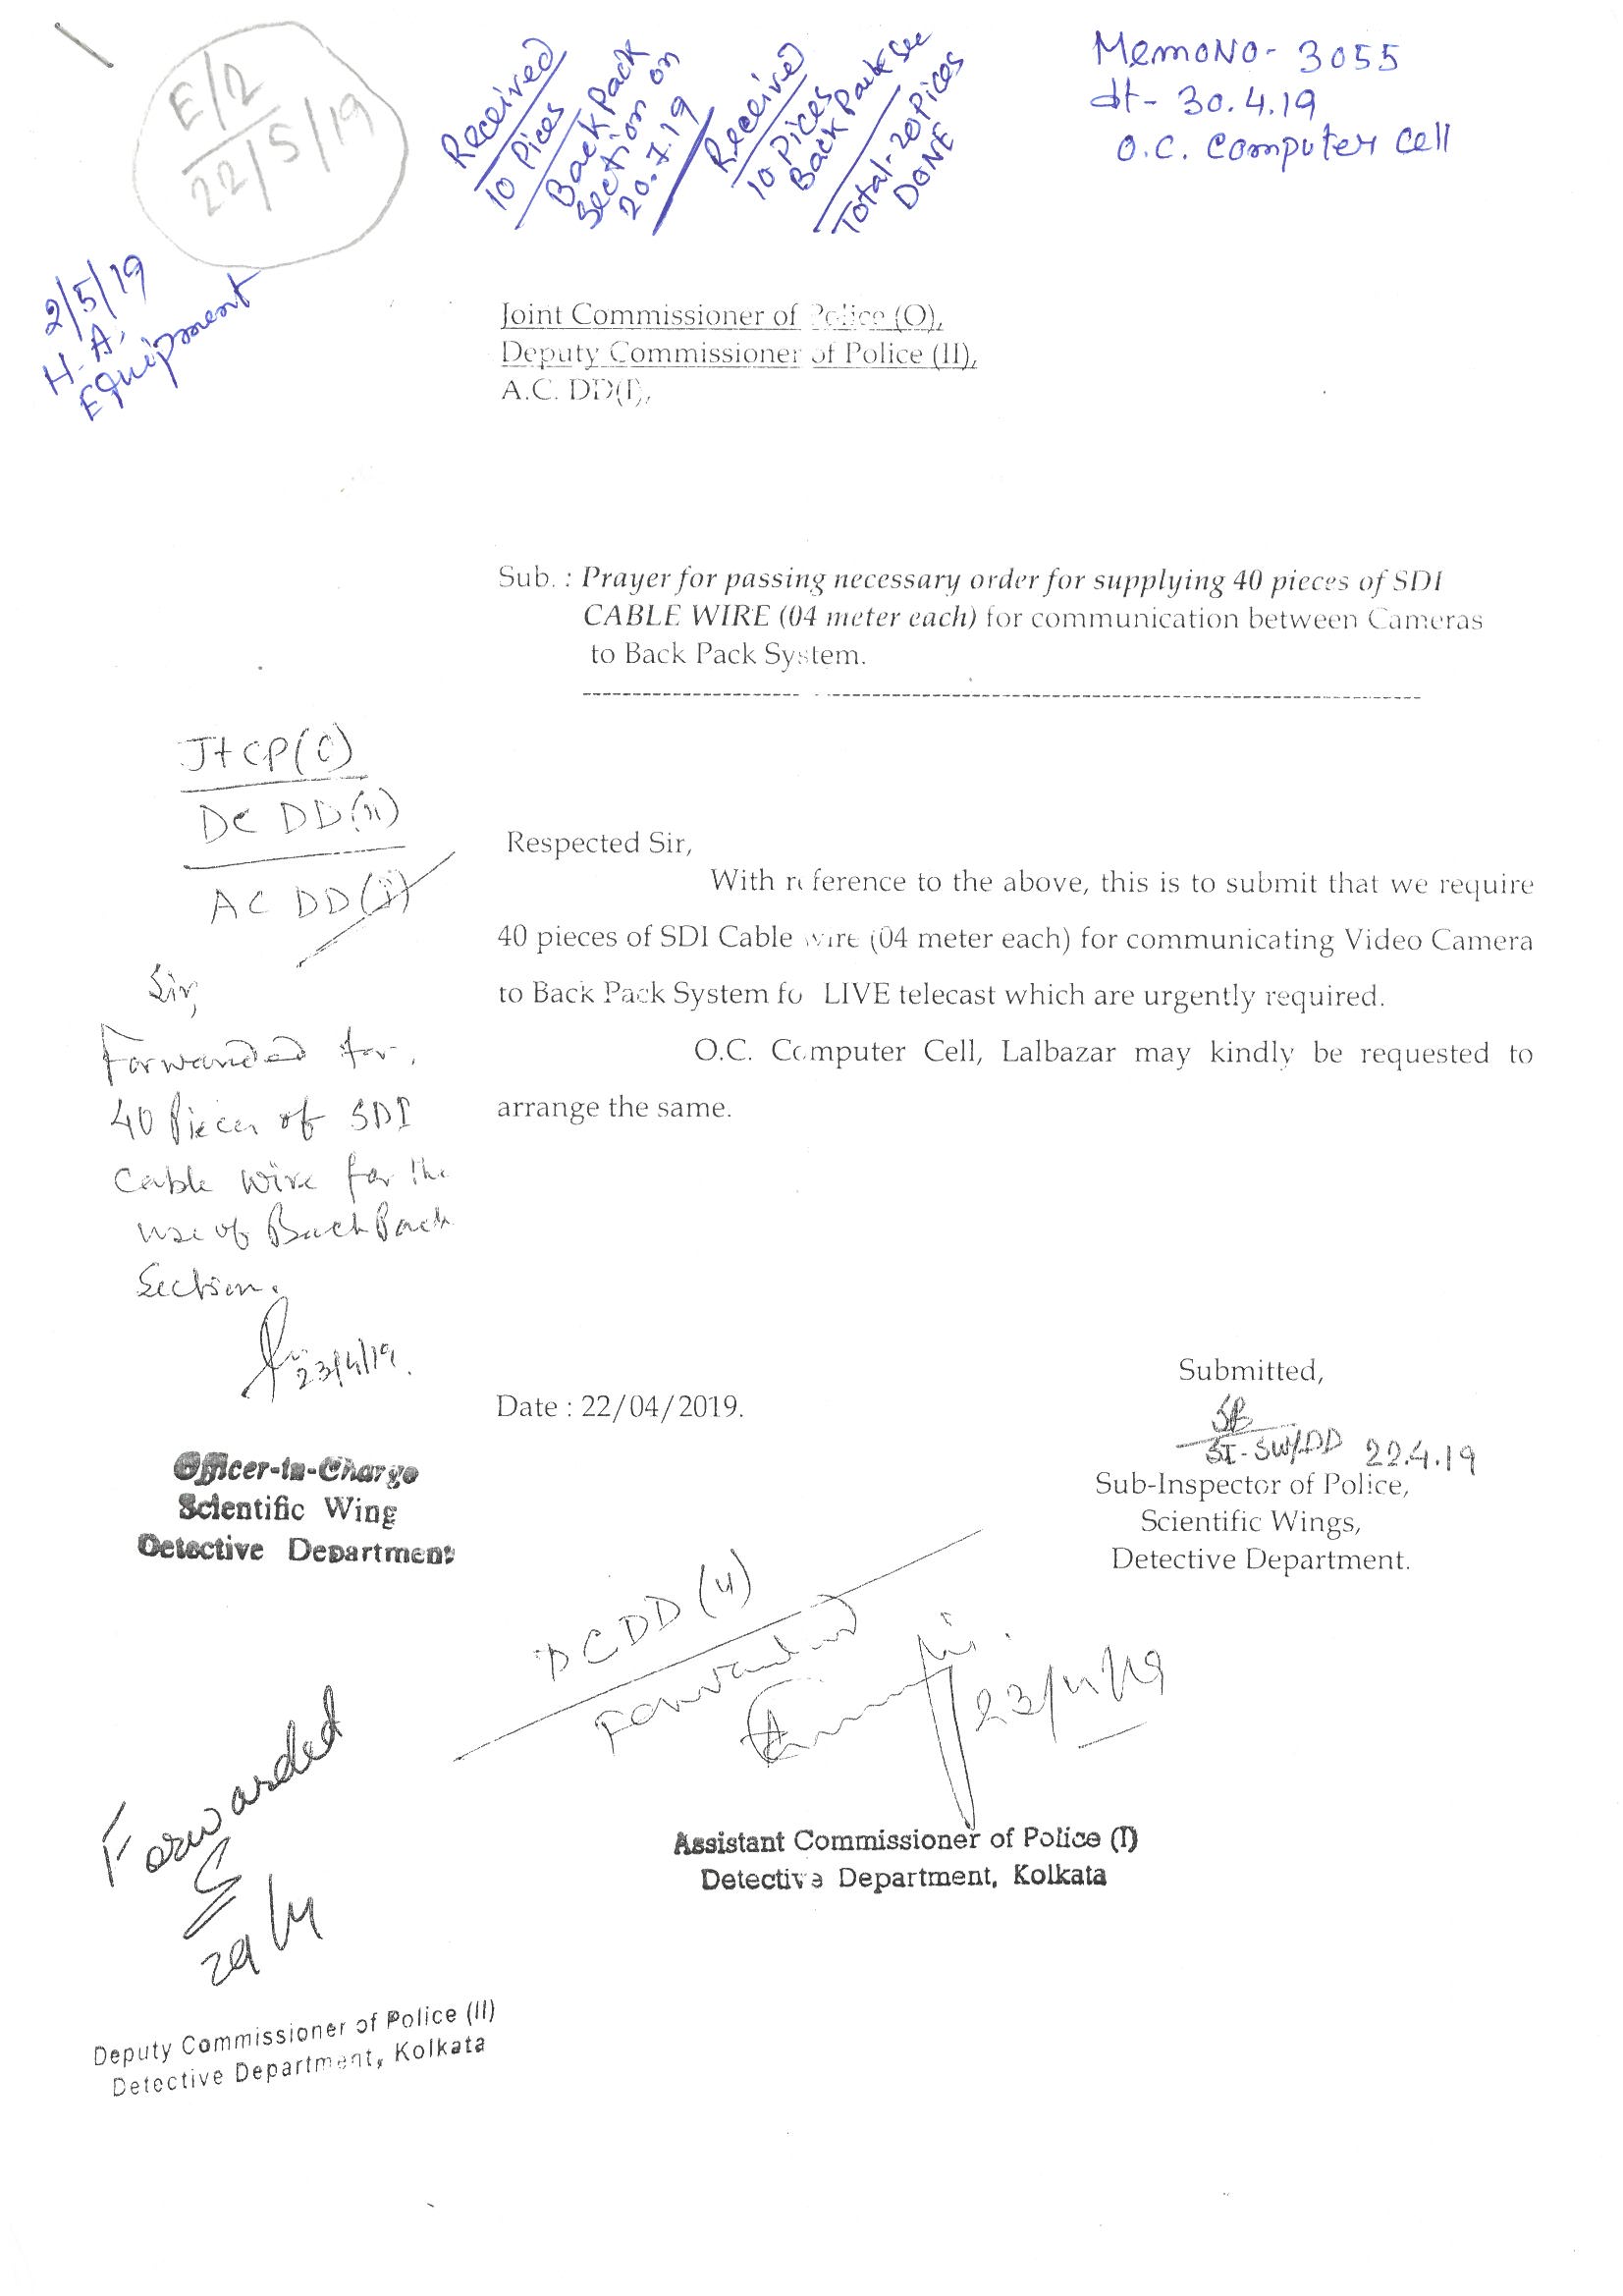 E/2
22/5/19
Received
10 Pices
Back Pack
Section on
20.7.19
Received
10 Pices
Back Pack Sec
Total-20 Pices
DONE
MemoNO- 3055
dt- 30.4.19
O.C. Computer Cell
2/5/19
H.A.
Equipment
Joint Commissioner of Police (O),
Deputy Commissioner of Police (II),
A.C. DD(I),
Sub. : Prayer for passing necessary order for supplying 40 pieces of SDI
CABLE WIRE (04 meter each) for communication between Cameras
to Back Pack System.
Jt CP(C)
DC DD(II)
AC DD(I)
Respected Sir,
With reference to the above, this is to submit that we require
40 pieces of SDI Cable wire (04 meter each) for communicating Video Camera
to Back Pack System fo LIVE telecast which are urgently required.
O.C. Computer Cell, Lalbazar may kindly be requested to
arrange the same.
Sir,
Forwarded for
40 Pieces of SDI
Cable wire for the
use of Back Pack
Section.
23/4/19.
Date : 22/04/2019.
Submitted,
SB
SI-SW/DD 22.4.19
Sub-Inspector of Police,
Scientific Wings,
Detective Department.
Officer-in-Charge
Scientific Wing
Detective Department
DCDD (II)
Forwarded
23/4/19
Assistant Commissioner of Police (I)
Detective Department, Kolkata
Forwarded
29/4
Deputy Commissioner of Police (II)
Detective Department, Kolkata